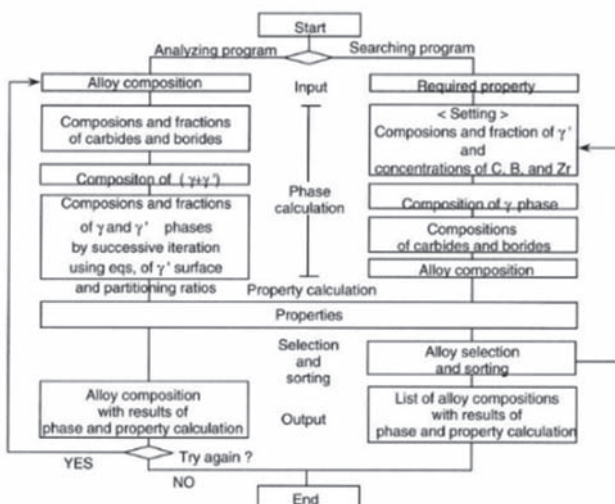 Start
Analyzing program
Searching program
Alloy composition
Composions and fractions
of carbides and borides
Compositon of (γ+γ')
Composions and fractions
of γ and γ' phases
by successive iteration
using eqs, of γ' surface
and partitioning ratios
Input
Phase
calculation
Property calculation
Required property
< Setting >
Composions and fraction of γ'
and
concentrations of C, B, and Zr
Composition of γ phase
Compositions
of carbides and borides
Alloy composition
Properties
Selection
and
sorting
Alloy selection
and sorting
Alloy composition
with results of
phase and property calculation
Output
List of alloy compositions
with results of
phase and property calculation
YES
Try again ?
NO
End